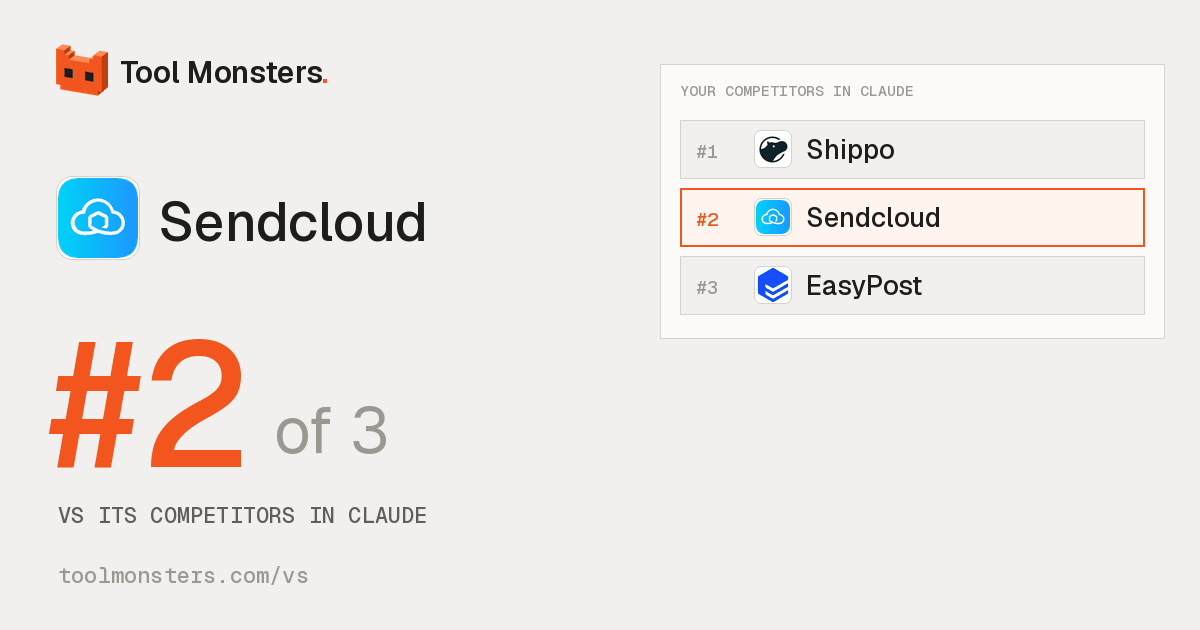 Tool Monsters.
Sendcloud
#2 of 3
VS ITS COMPETITORS IN CLAUDE
toolmonsters.com/vs
YOUR COMPETITORS IN CLAUDE
#1 Shippo
#2 Sendcloud
#3 EasyPost